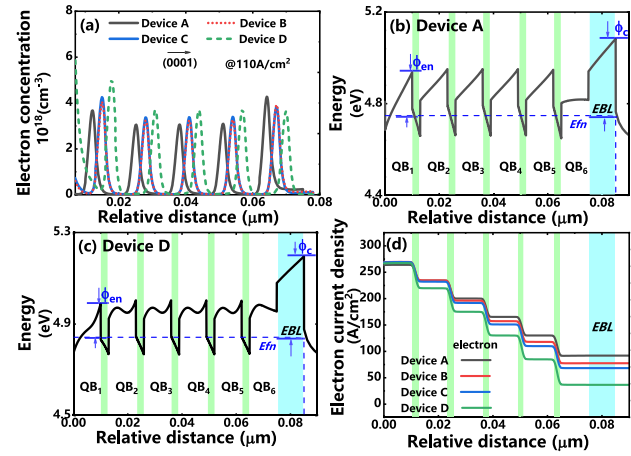 (a)
Device A
Device B
Device C
Device D
(0001)
@110A/cm²
Electron concentration
10¹⁸(cm⁻³)
8
6
4
2
0
0.02
0.04
0.06
0.08
Relative distance (μm)
(b) Device A
ϕc
ϕen
Energy
(eV)
5.2
4.8
4.4
Efn
EBL
QB₁ QB₂ QB₃ QB₄ QB₅ QB₆
0.00 0.02 0.04 0.06 0.08
Relative distance (μm)
(c) Device D
ϕc
ϕen
Energy
(eV)
5.3
4.9
4.5
Efn
EBL
QB₁ QB₂ QB₃ QB₄ QB₅ QB₆
0.00 0.02 0.04 0.06 0.08
Relative distance (μm)
(d)
Electron current density
(A/cm²)
300
250
200
150
100
50
0
electron
Device A
Device B
Device C
Device D
EBL
0.00 0.02 0.04 0.06 0.08
Relative distance (μm)